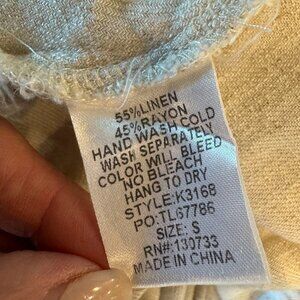 55%LINEN
45%RAYON
HAND WASH COLD
WASH SEPARATELY
COLOR WILL BLEED
NO BLEACH
HANG TO DRY
STYLE:K3168
PO:TL67786
SIZE: S
RN#:130733
MADE IN CHINA